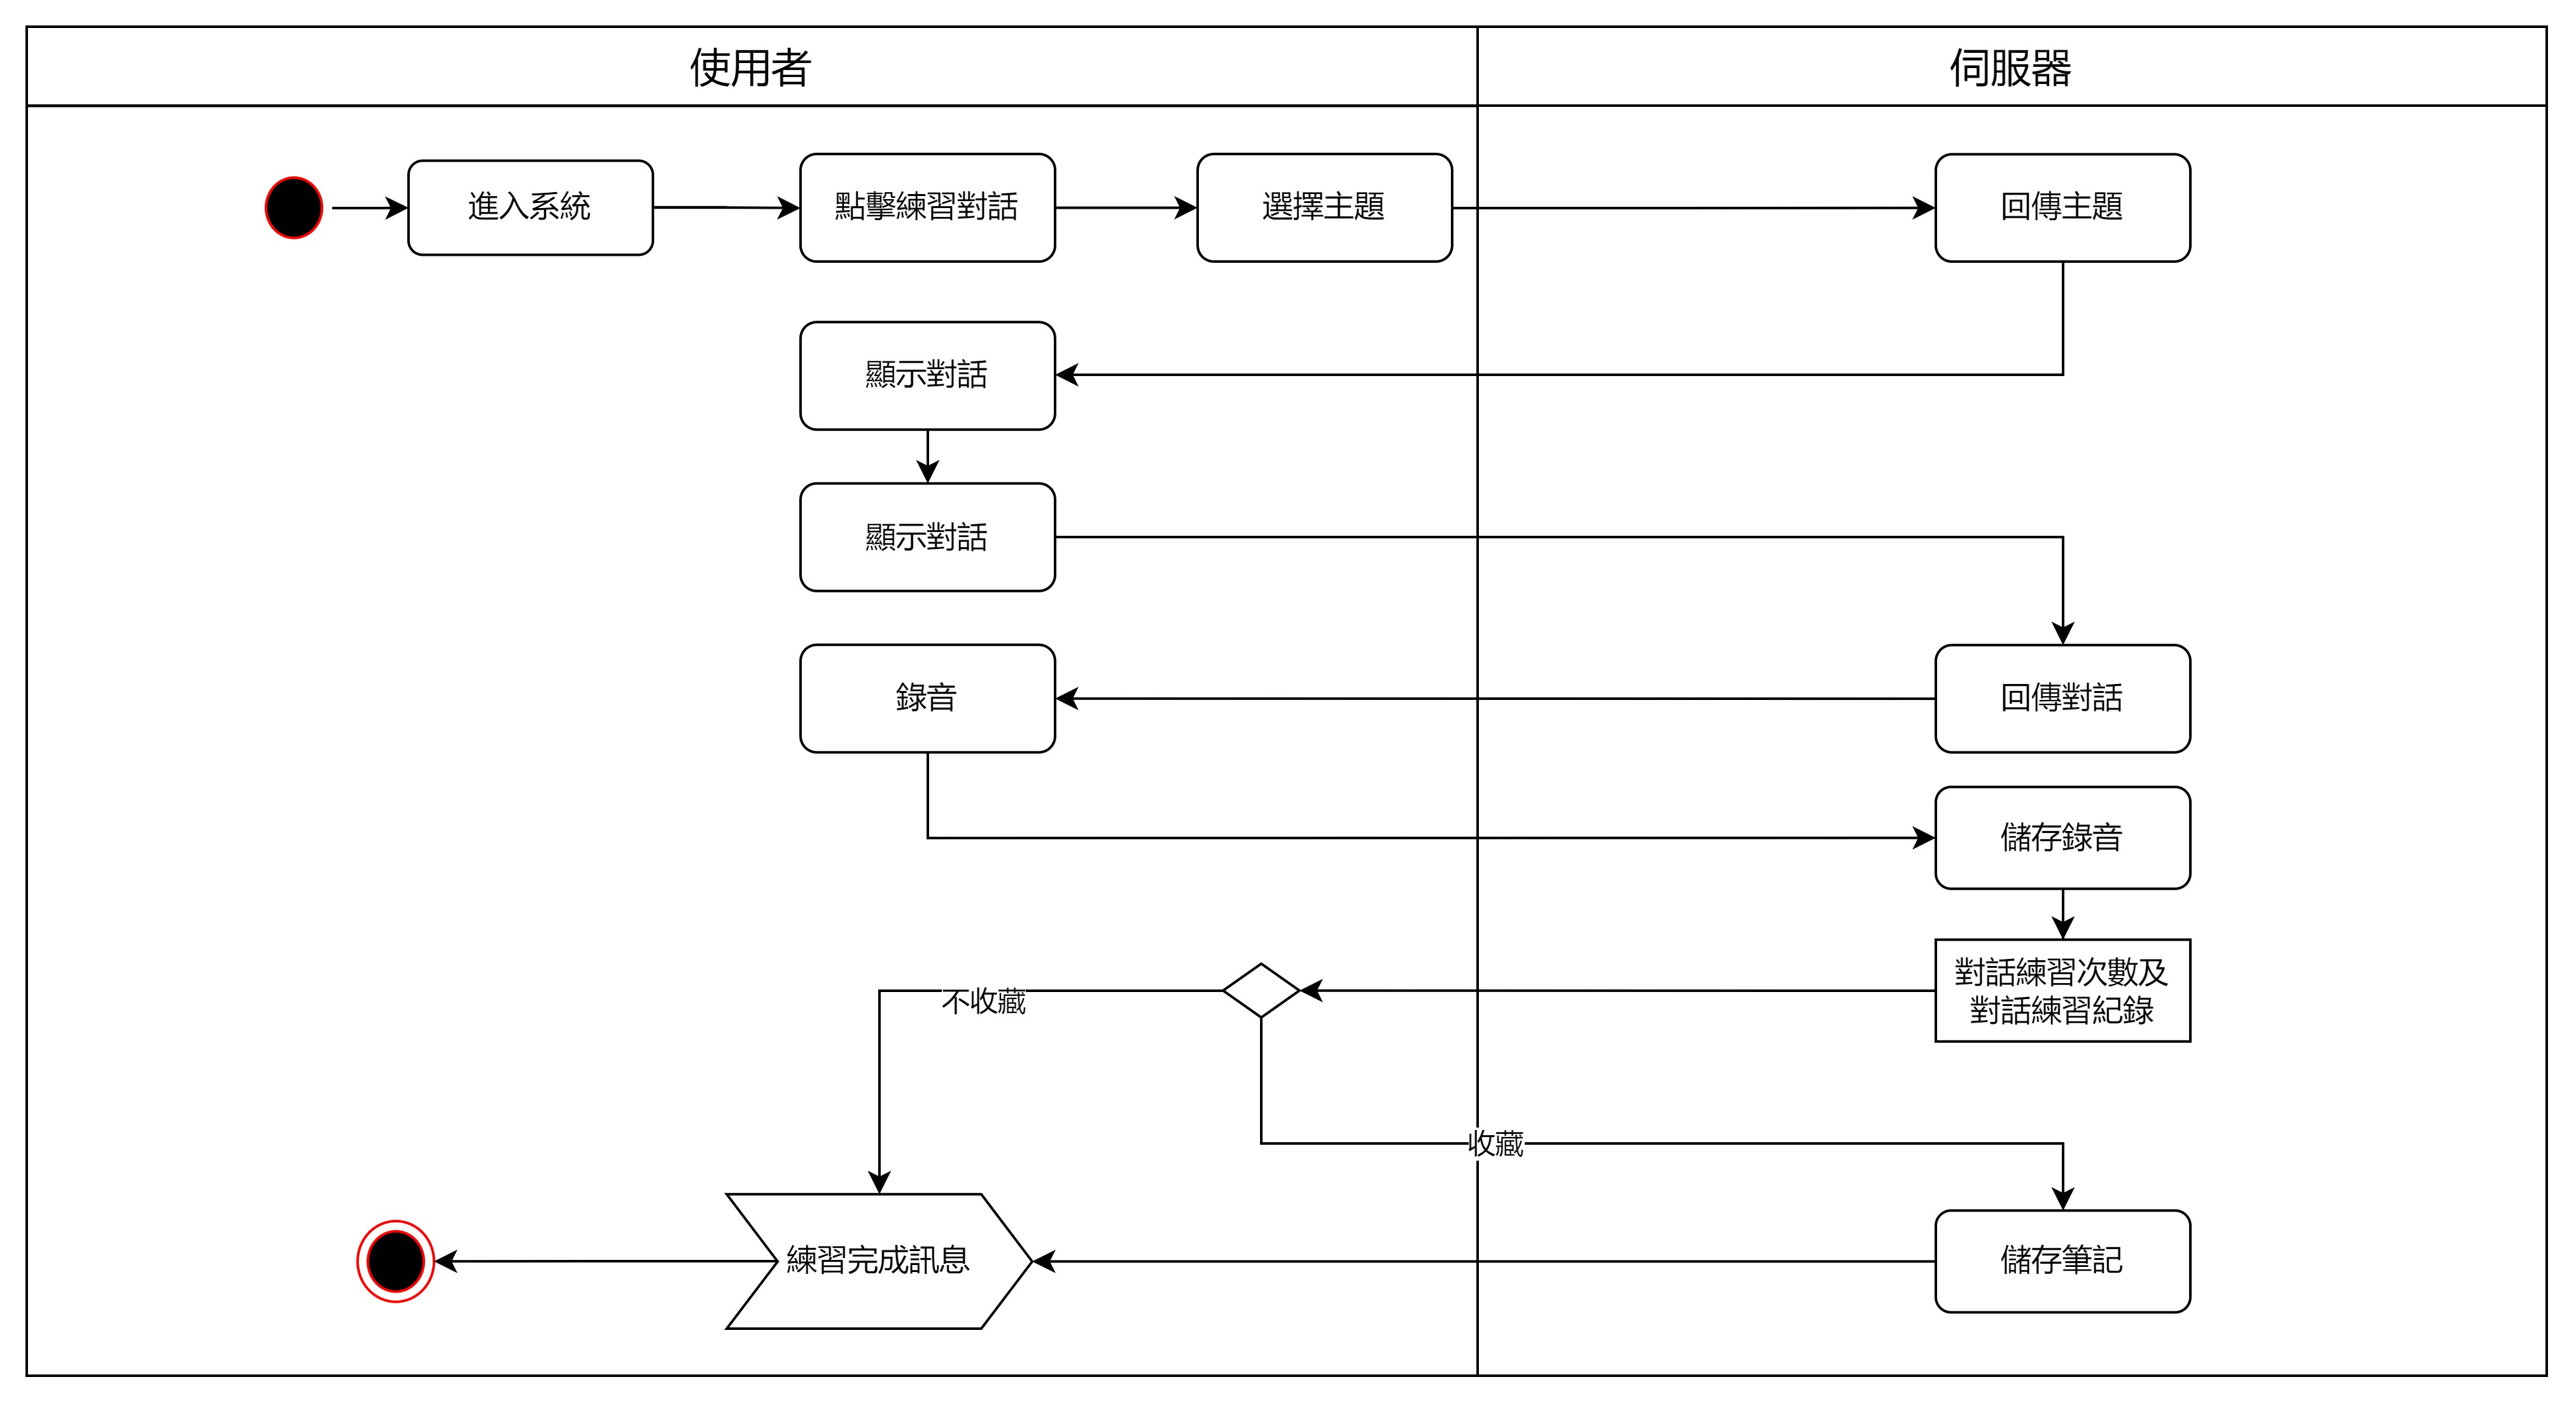 使用者
伺服器
進入系統
點擊練習對話
選擇主題
回傳主題
顯示對話
顯示對話
錄音
回傳對話
儲存錄音
對話練習次數及
對話練習紀錄
不收藏
收藏
練習完成訊息
儲存筆記